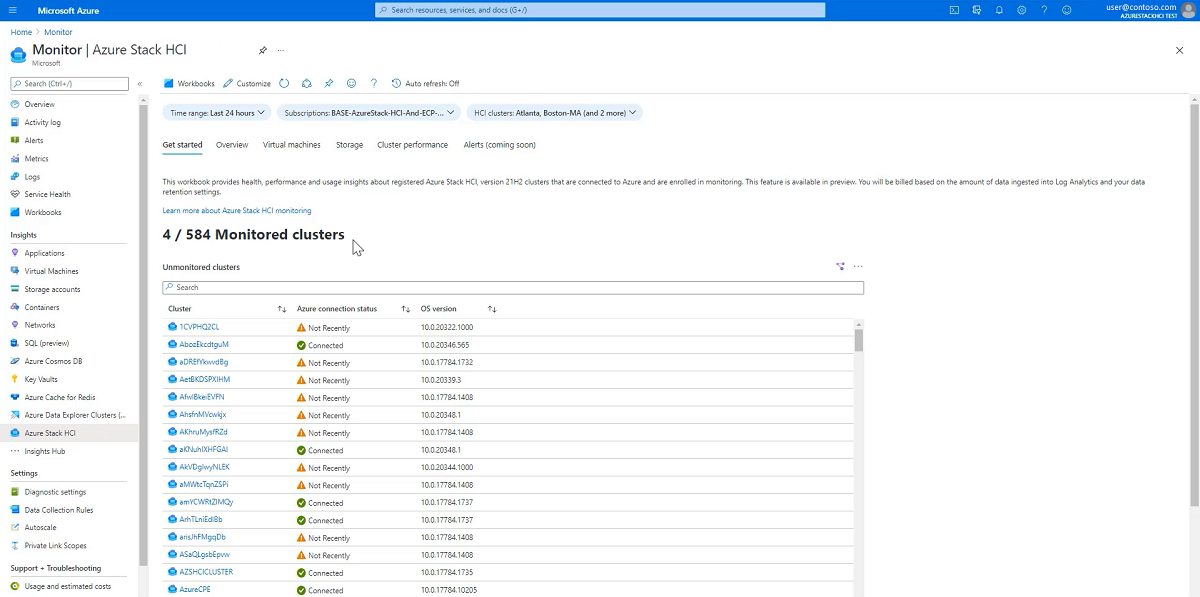 Microsoft Azure
Search resources, services, and docs (G+/)
user@contoso.com
AZURESTACKHCI TEST
Home > Monitor
Monitor | Azure Stack HCI
Microsoft
Search (Ctrl+/)
Overview
Activity log
Alerts
Metrics
Logs
Service Health
Workbooks
Insights
Applications
Virtual Machines
Storage accounts
Containers
Networks
SQL (preview)
Azure Cosmos DB
Key Vaults
Azure Cache for Redis
Azure Data Explorer Clusters (...
Azure Stack HCI
Insights Hub
Settings
Diagnostic settings
Data Collection Rules
Autoscale
Private Link Scopes
Support + Troubleshooting
Usage and estimated costs
Workbooks Customize ? Auto refresh: Off
Time range: Last 24 hours Subscriptions: BASE-AzureStack-HCI-And-ECP-... HCI clusters: Atlanta, Boston-MA (and 2 more)
Get started Overview Virtual machines Storage Cluster performance Alerts (coming soon)
This workbook provides health, performance and usage insights about registered Azure Stack HCI, version 21H2 clusters that are connected to Azure and are enrolled in monitoring. This feature is available in preview. You will be billed based on the amount of data ingested into Log Analytics and your data
retention settings.
Learn more about Azure Stack HCI monitoring
4 / 584 Monitored clusters
Unmonitored clusters
Search
Cluster Azure connection status OS version
1CVPHQ2CL Not Recently 10.0.20322.1000
AbozEkcdtguM Connected 10.0.20346.565
aDREfYkwvdBg Not Recently 10.0.17784.1732
AetBKDSPXIHM Not Recently 10.0.20339.3
AfwIBkeiEVFN Not Recently 10.0.17784.1408
AhsfnMVowkjx Not Recently 10.0.20348.1
AKhruMysfRZd Not Recently 10.0.17784.1408
aKNuhIXHFGAI Connected 10.0.20348.1
AkVDgIwyNLEK Not Recently 10.0.20344.1000
aMWtcTqnZSPi Not Recently 10.0.17784.1408
amYCWRtZIMQy Connected 10.0.17784.1737
ArhTLniEdIBb Connected 10.0.17784.1737
arisJhFMgqDb Not Recently 10.0.17784.1408
ASaQLgsbEpvw Not Recently 10.0.17784.1408
AZSHCICLUSTER Connected 10.0.17784.1735
AzureCPE Connected 10.0.17784.10205